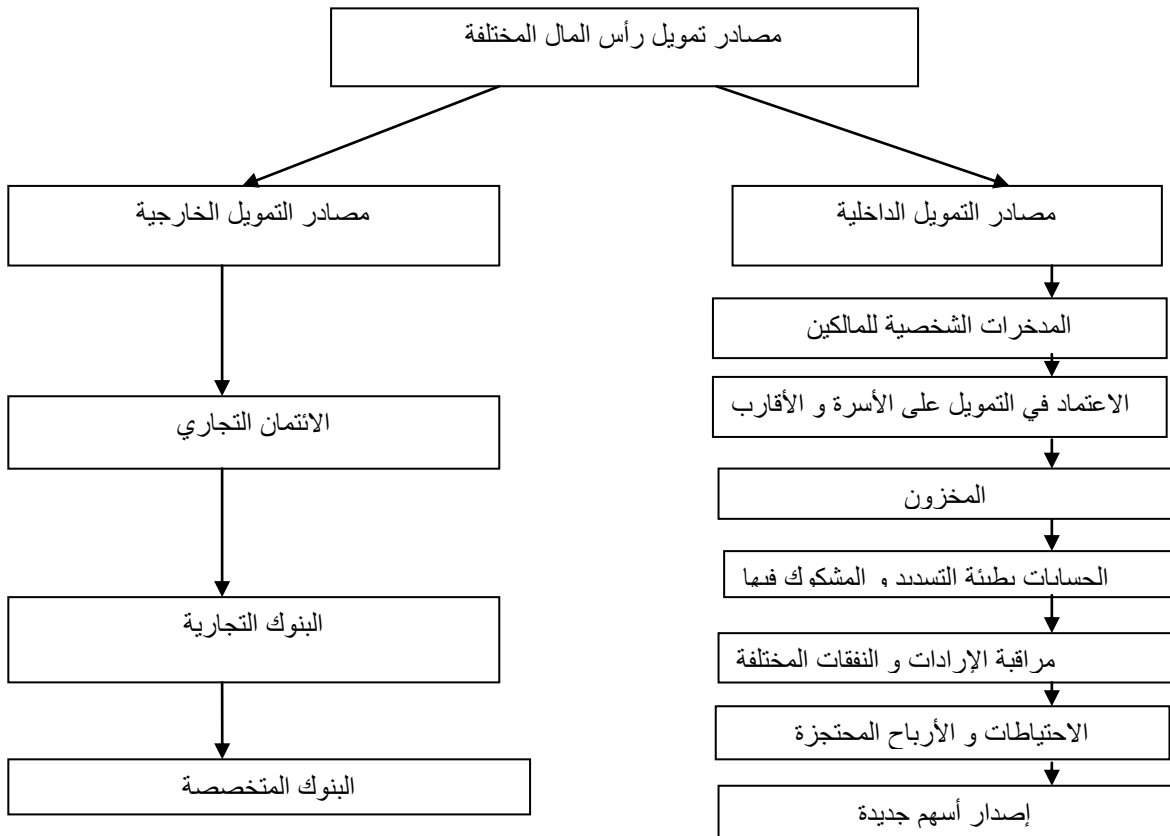 مصادر تمويل رأس المال المختلفة
مصادر التمويل الداخلية
المدخرات الشخصية للمالكين
الاعتماد في التمويل على الأسرة و الأقارب
المخزون
الحسابات بطيئة التسديد و المشكوك فيها
مراقبة الإرادات و النفقات المختلفة
الاحتياطات و الأرباح المحتجزة
إصدار أسهم جديدة
مصادر التمويل الخارجية
الائتمان التجاري
البنوك التجارية
البنوك المتخصصة